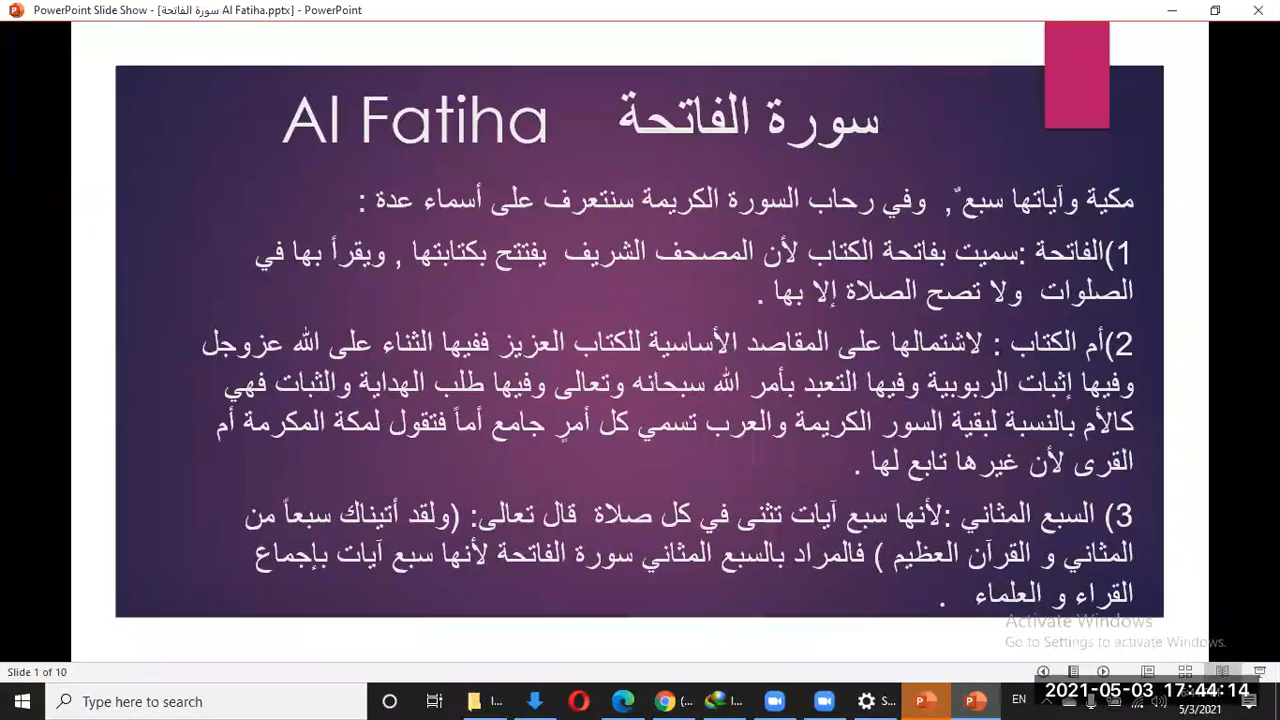 PowerPoint Slide Show - [سورة الفاتحة Al Fatiha.pptx] - PowerPoint
سورة الفاتحة Al Fatiha
مكية وآياتها سبعٌ , وفي رحاب السورة الكريمة سنتعرف على أسماء عدة :
1)الفاتحة :سميت بفاتحة الكتاب لأن المصحف الشريف يفتتح بكتابتها , ويقرأ بها في
الصلوات ولا تصح الصلاة إلا بها .
2)أم الكتاب : لاشتمالها على المقاصد الأساسية للكتاب العزيز ففيها الثناء على الله عزوجل
وفيها إثبات الربوبية وفيها التعبد بأمر الله سبحانه وتعالى وفيها طلب الهداية والثبات فهي
كالأم بالنسبة لبقية السور الكريمة والعرب تسمي كل أمرٍ جامع أماً فتقول لمكة المكرمة أم
القرى لأن غيرها تابع لها .
3) السبع المثاني :لأنها سبع آيات تثنى في كل صلاة قال تعالى: (ولقد أتيناك سبعاً من
المثاني و القرآن العظيم ) فالمراد بالسبع المثاني سورة الفاتحة لأنها سبع آيات بإجماع
القراء و العلماء .
Activate Windows
Go to Settings to activate Windows.
Slide 1 of 10
Type here to search
EN
2021-05-03 17:44:14
5/3/2021